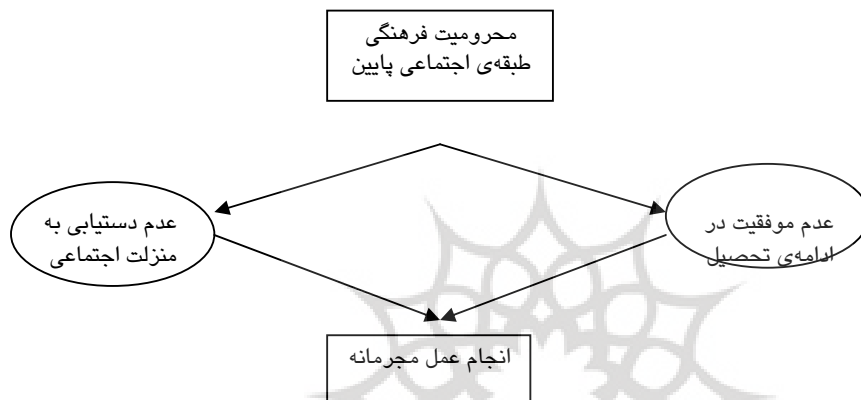 محرومیت فرهنگی
طبقه‌ی اجتماعی پایین
عدم موفقیت در
ادامه‌ی تحصیل
عدم دستیابی به
منزلت اجتماعی
انجام عمل مجرمانه